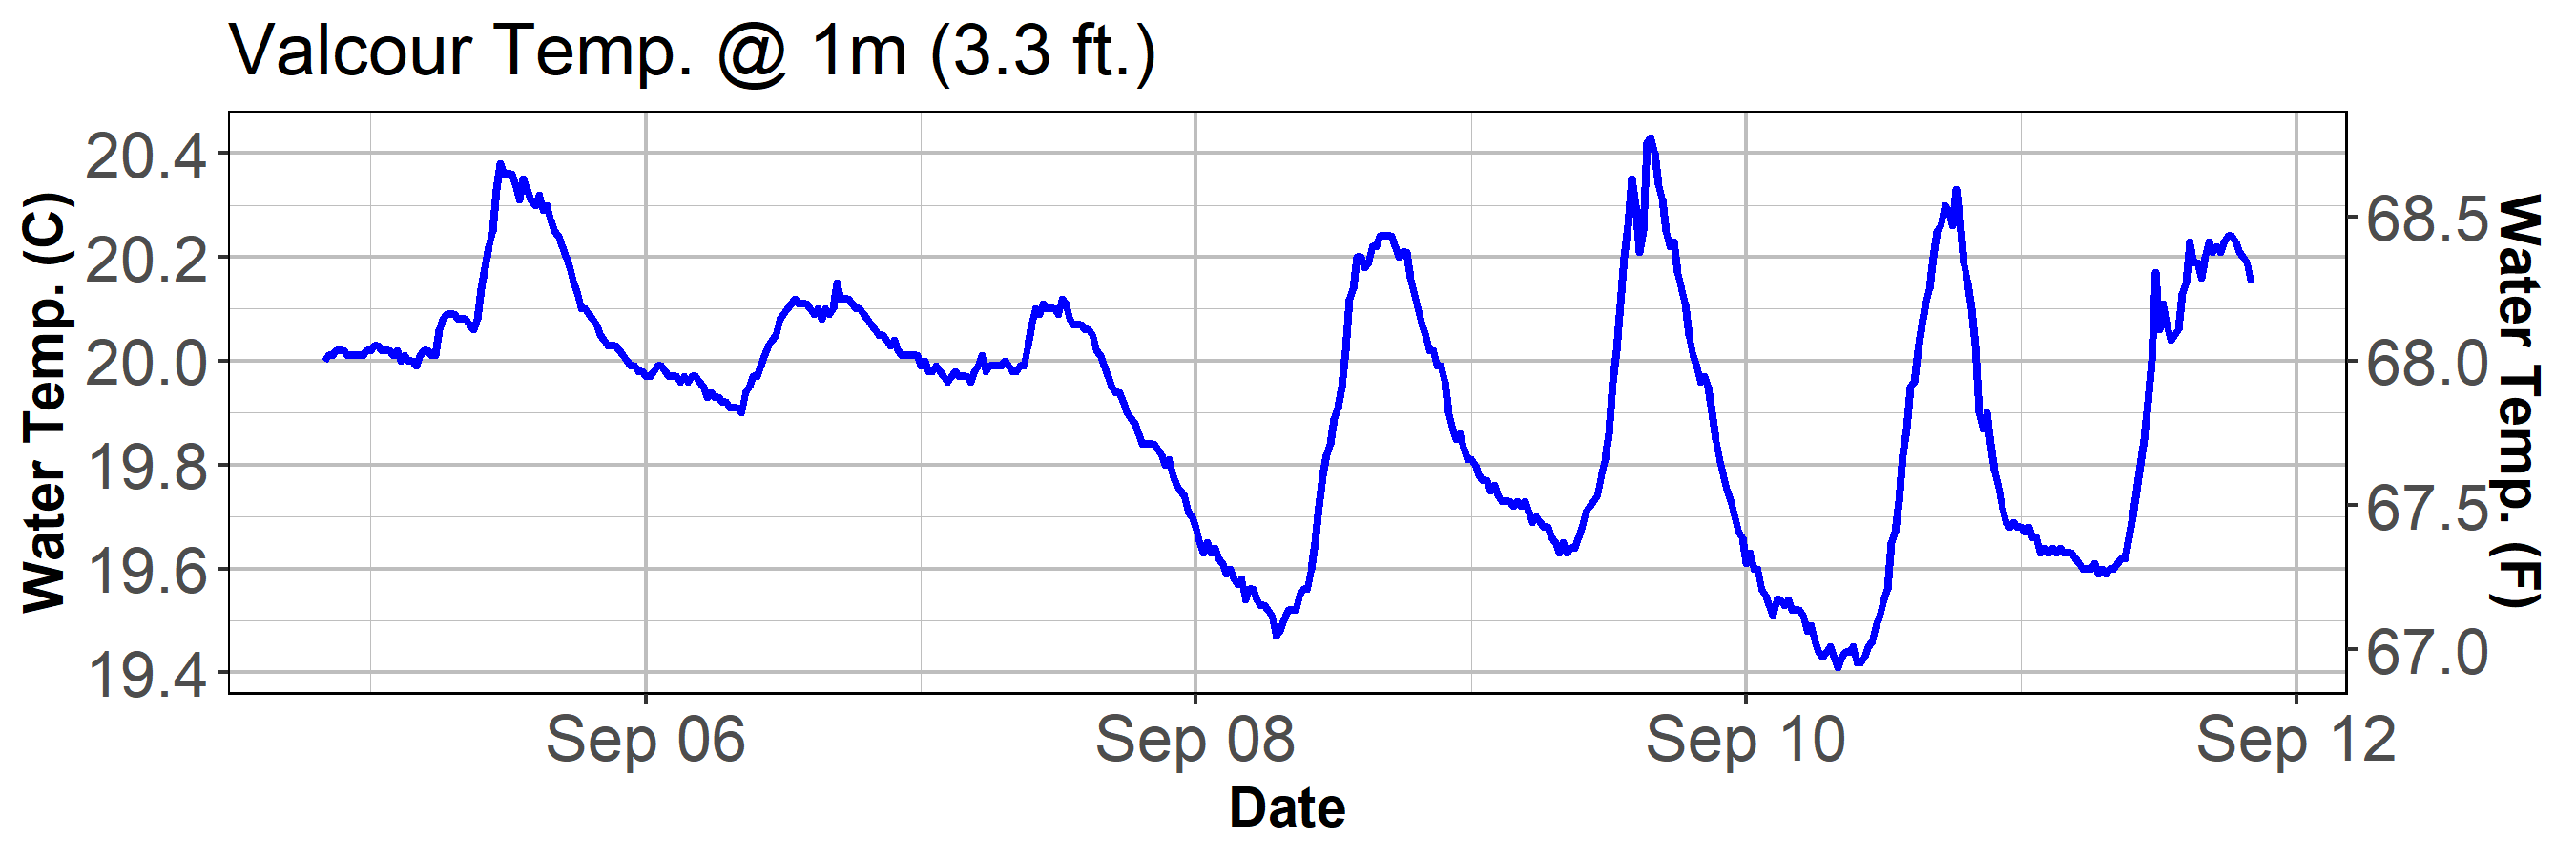 Valcour Temp. @ 1m (3.3 ft.)
Water Temp. (C)
20.4
20.2
20.0
19.8
19.6
19.4
68.5
68.0
67.5
67.0
Water Temp. (F)
Sep 06
Sep 08
Sep 10
Sep 12
Date